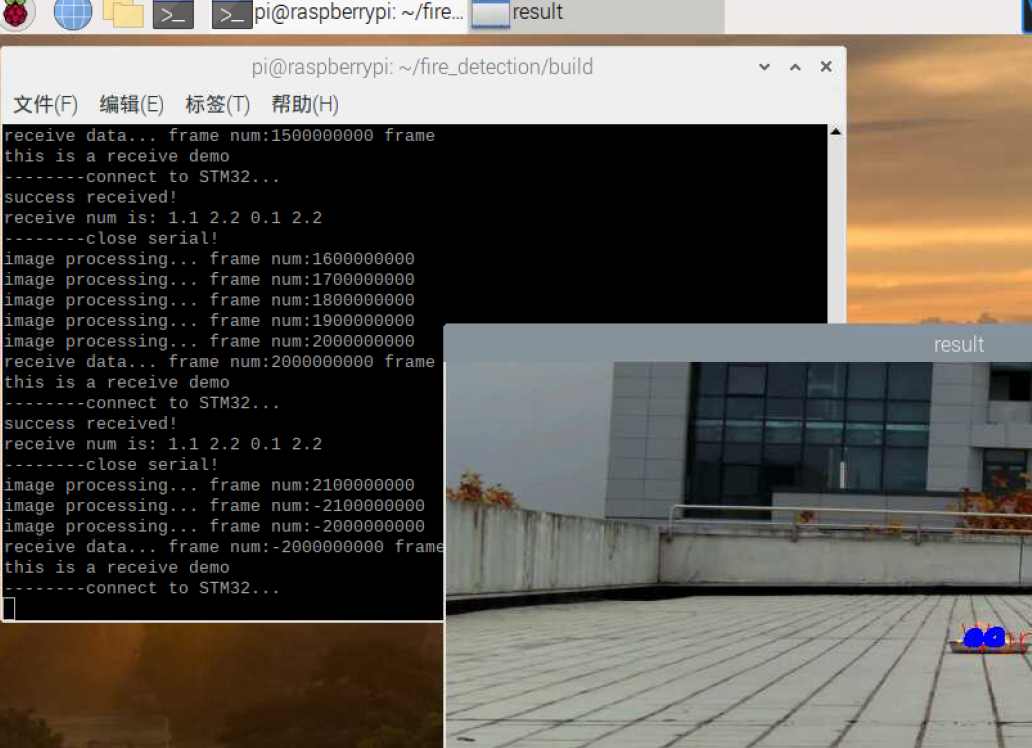 pi@raspberrypi: ~/fire... result
pi@raspberrypi: ~/fire_detection/build
文件(F) 编辑(E) 标签(T) 帮助(H)
receive data... frame num:1500000000 frame
this is a receive demo
--------connect to STM32...
success received!
receive num is: 1.1 2.2 0.1 2.2
--------close serial!
image processing... frame num:1600000000
image processing... frame num:1700000000
image processing... frame num:1800000000
image processing... frame num:1900000000
image processing... frame num:2000000000
receive data... frame num:2000000000 frame
this is a receive demo
--------connect to STM32...
success received!
receive num is: 1.1 2.2 0.1 2.2
--------close serial!
image processing... frame num:2100000000
image processing... frame num:-2100000000
image processing... frame num:-2000000000
receive data... frame num:-2000000000 frame
this is a receive demo
--------connect to STM32...
result